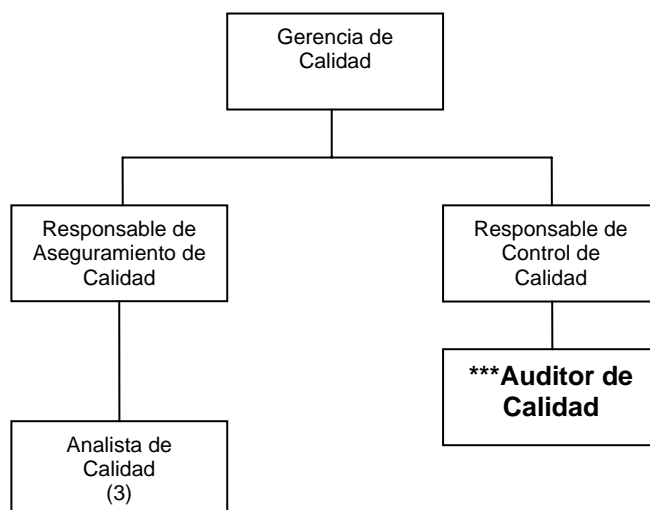 Gerencia de
Calidad
Responsable de
Aseguramiento de
Calidad
Responsable de
Control de
Calidad
***Auditor de
Calidad
Analista de
Calidad
(3)